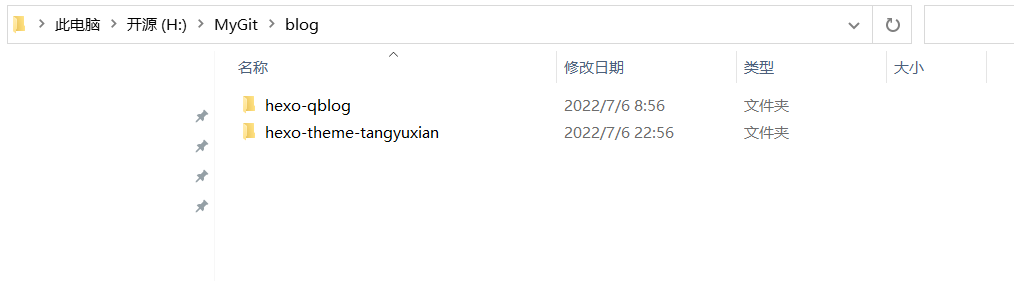 此电脑 开源 (H:) MyGit blog
名称 修改日期 类型 大小
hexo-qblog 2022/7/6 8:56 文件夹
hexo-theme-tangyuxian 2022/7/6 22:56 文件夹